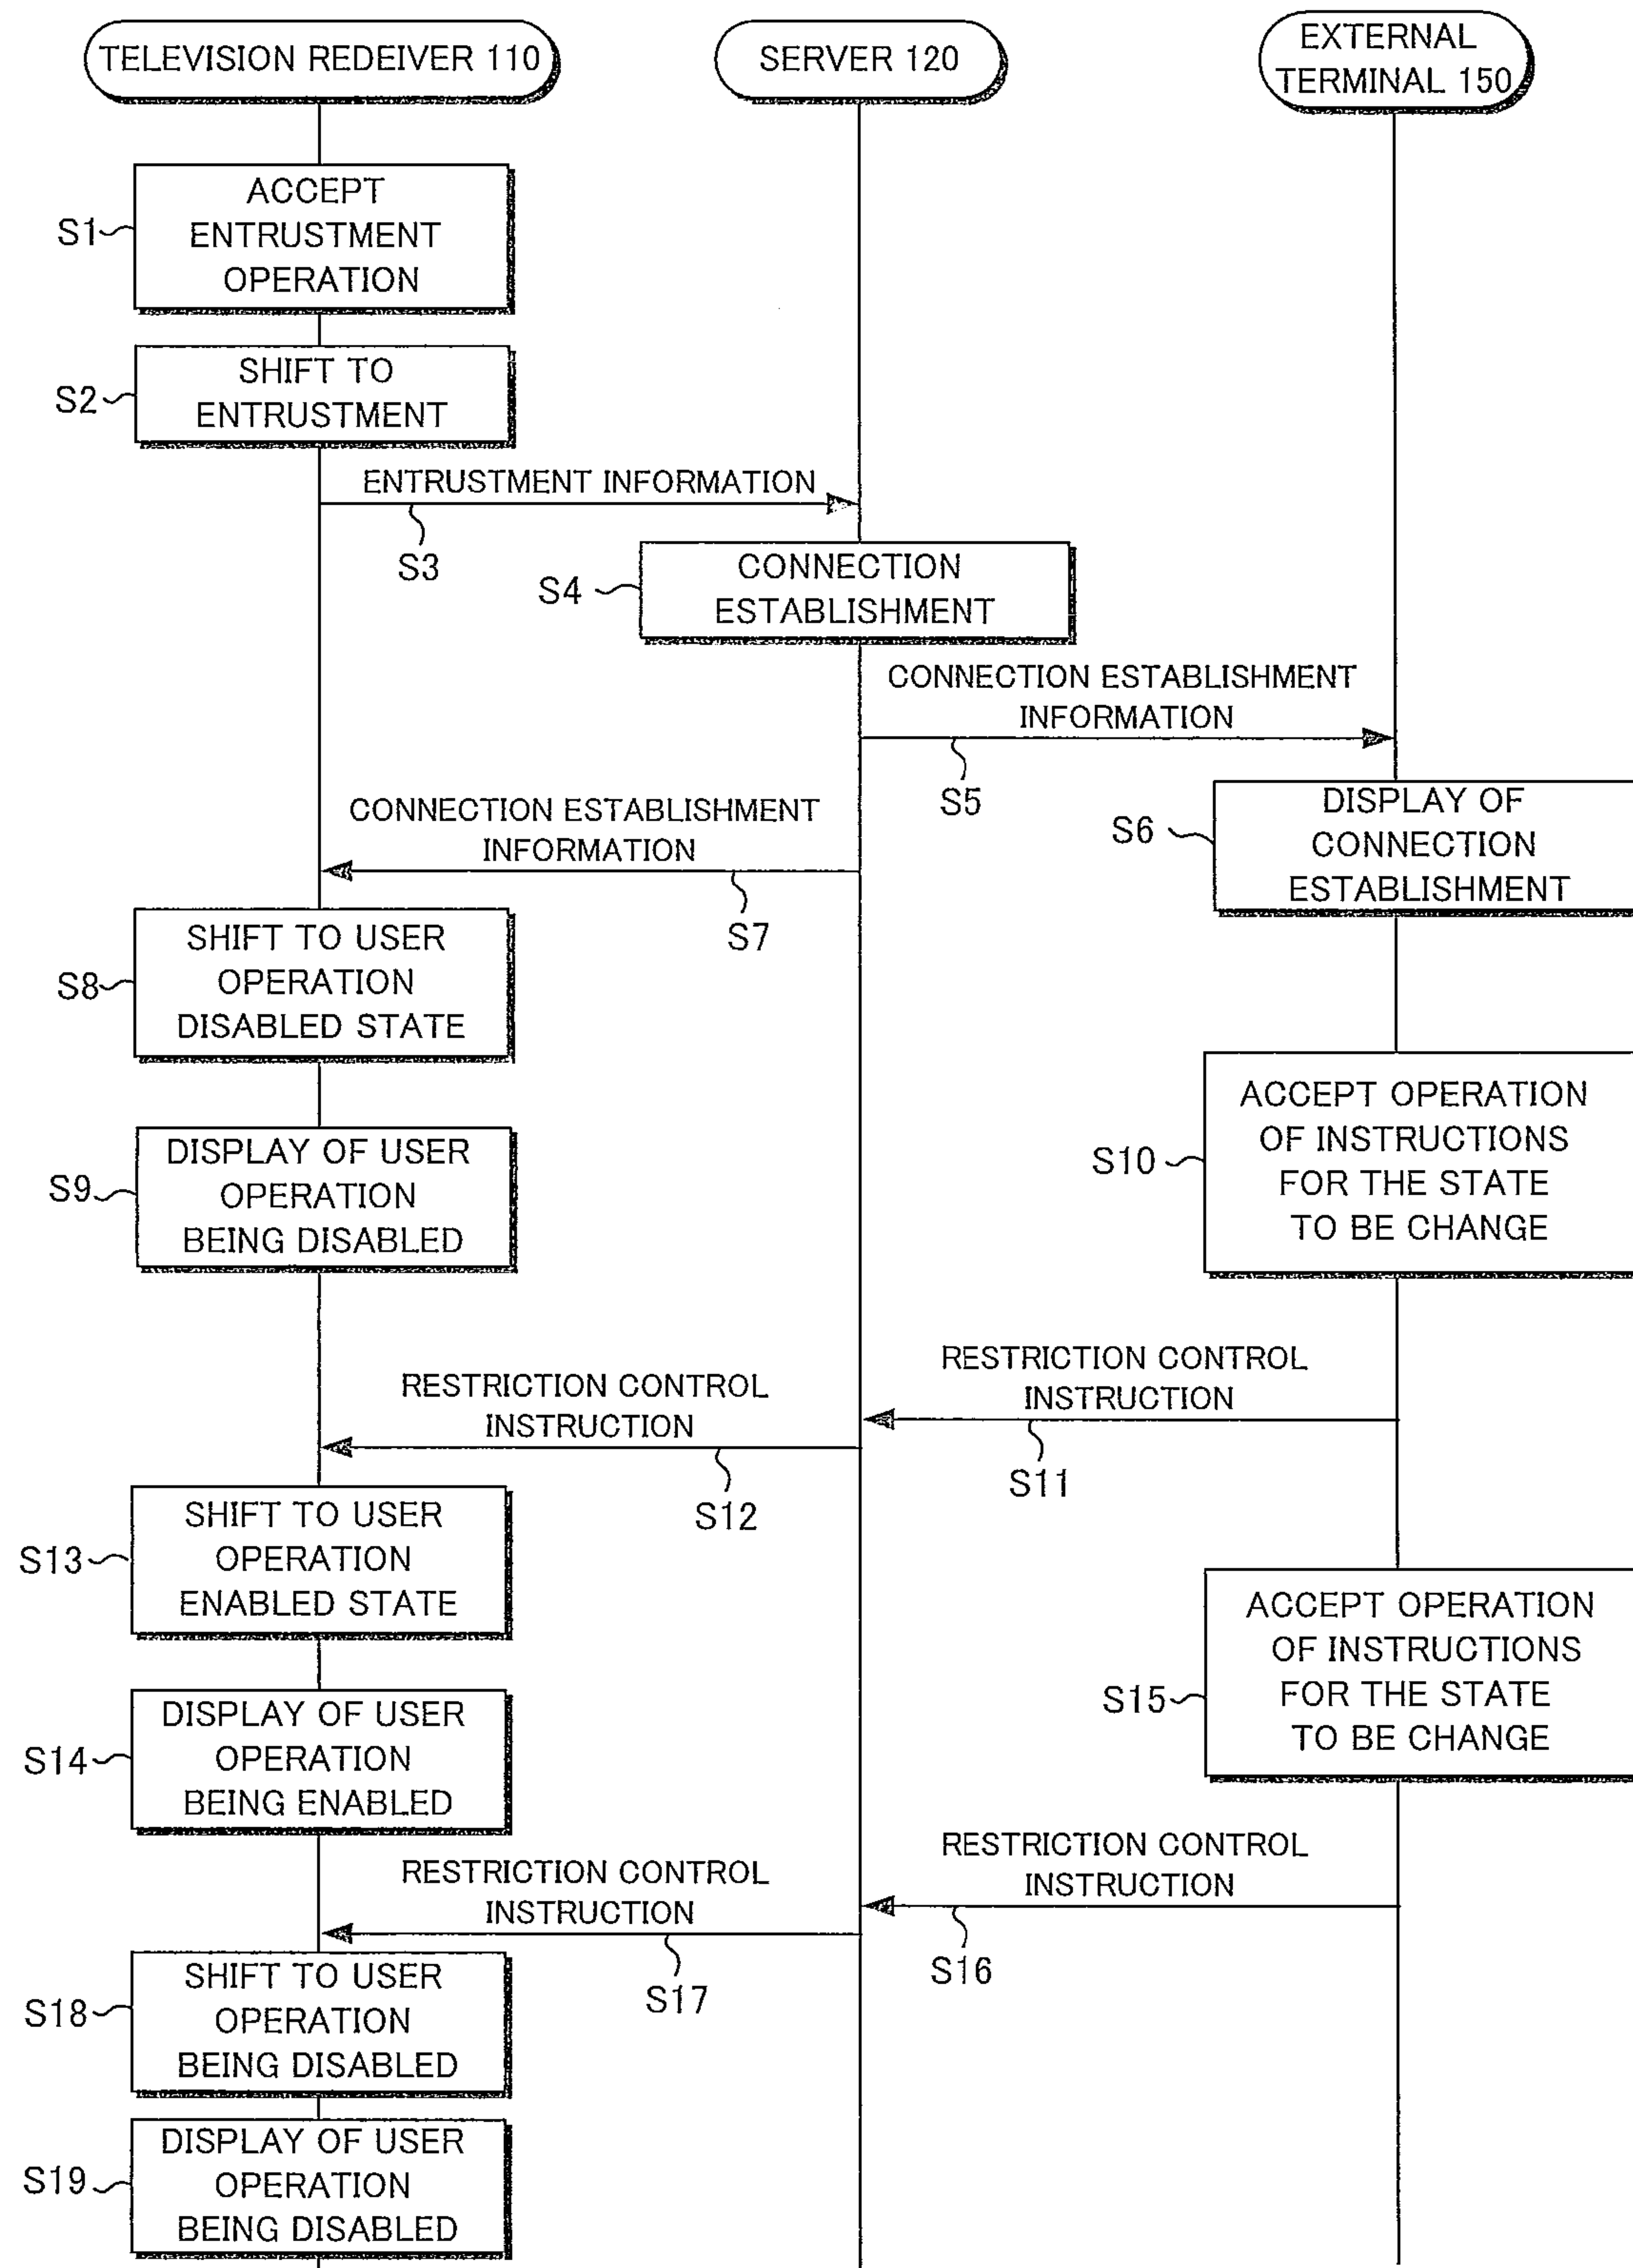 TELEVISION REDEIVER 110
SERVER 120
EXTERNAL
TERMINAL 150
S1
ACCEPT
ENTRUSTMENT
OPERATION
S2
SHIFT TO
ENTRUSTMENT
ENTRUSTMENT INFORMATION
S3
S4
CONNECTION
ESTABLISHMENT
CONNECTION ESTABLISHMENT
INFORMATION
S5
S6
DISPLAY OF
CONNECTION
ESTABLISHMENT
CONNECTION ESTABLISHMENT
INFORMATION
S7
S8
SHIFT TO USER
OPERATION
DISABLED STATE
S9
DISPLAY OF USER
OPERATION
BEING DISABLED
S10
ACCEPT OPERATION
OF INSTRUCTIONS
FOR THE STATE
TO BE CHANGE
RESTRICTION CONTROL
INSTRUCTION
S11
RESTRICTION CONTROL
INSTRUCTION
S12
S13
SHIFT TO USER
OPERATION
ENABLED STATE
S14
DISPLAY OF USER
OPERATION
BEING ENABLED
S15
ACCEPT OPERATION
OF INSTRUCTIONS
FOR THE STATE
TO BE CHANGE
RESTRICTION CONTROL
INSTRUCTION
S16
RESTRICTION CONTROL
INSTRUCTION
S17
S18
SHIFT TO USER
OPERATION
BEING DISABLED
S19
DISPLAY OF USER
OPERATION
BEING DISABLED